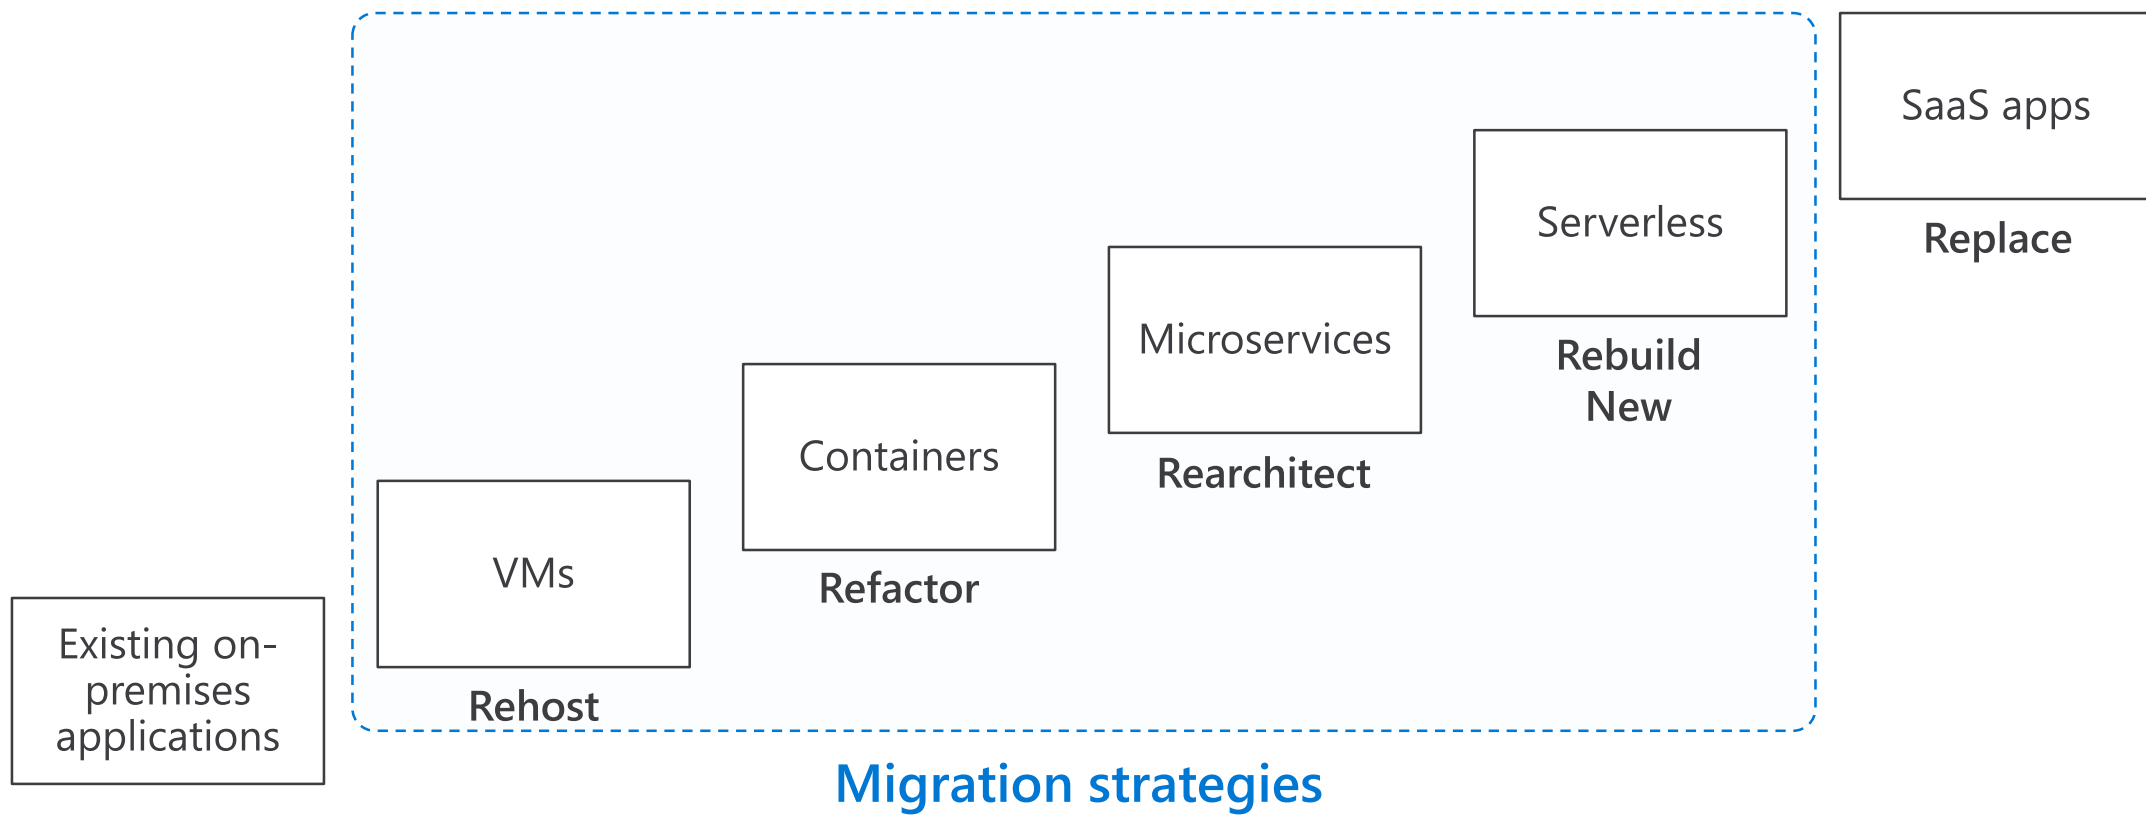 Existing on-
premises
applications
VMs
Rehost
Containers
Refactor
Microservices
Rearchitect
Serverless
Rebuild
New
SaaS apps
Replace
Migration strategies